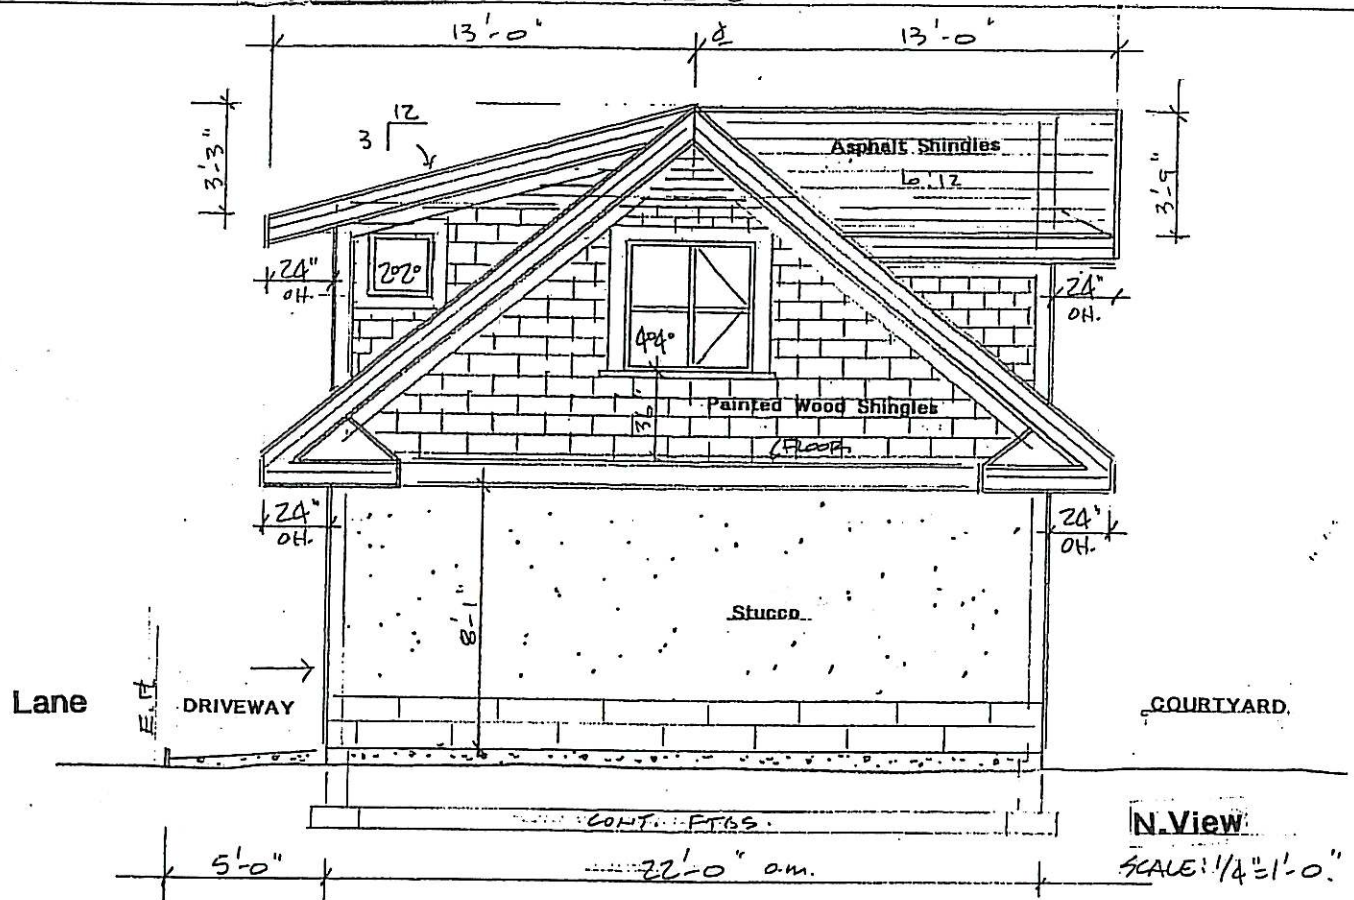 13'-0" ℄ 13'-0"
12
3
3'-3"
Asphalt Shingles
6:12
3'-9"
24"
OH.
2⁰2⁰
24"
OH.
4⁰4⁰
3'6"
Painted Wood Shingles
(FLOOR)
24"
OH.
24"
OH.
8'-1"
Stucco
Lane
DRIVEWAY
COURTYARD
CONT. FTGS.
N.View
5'-0"
22'-0" o.m.
SCALE: 1/4"=1'-0"